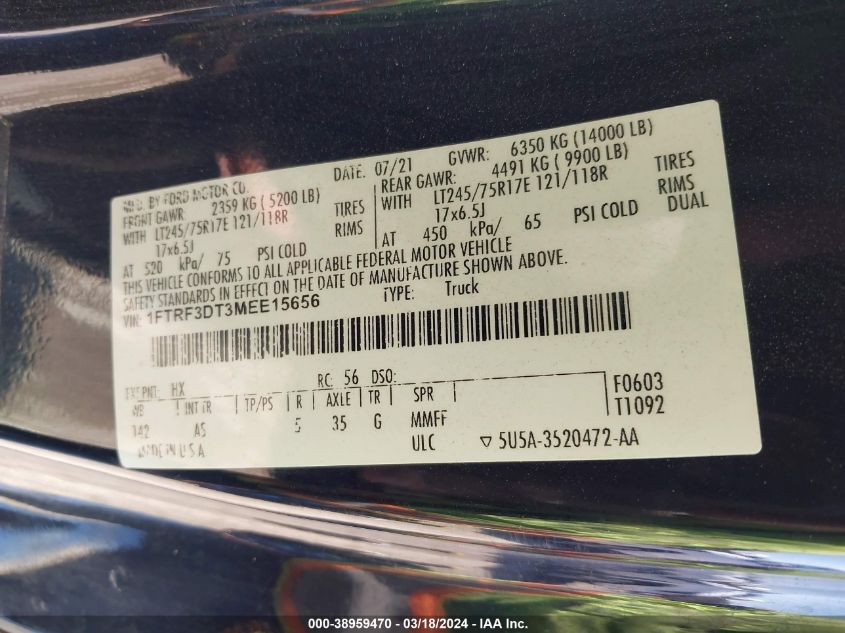 MFD. BY FORD MOTOR CO.
DATE: 07/21 GVWR: 6350 KG (14000 LB)
FRONT GAWR: 2359 KG (5200 LB)
REAR GAWR: 4491 KG (9900 LB)
WITH LT245/75R17E 121/118R TIRES
WITH LT245/75R17E 121/118R TIRES
17x6.5J RIMS
17x6.5J RIMS
AT 520 kPa/ 75 PSI COLD
AT 450 kPa/ 65 PSI COLD DUAL
THIS VEHICLE CONFORMS TO ALL APPLICABLE FEDERAL MOTOR VEHICLE
SAFETY STANDARDS IN EFFECT ON THE DATE OF MANUFACTURE SHOWN ABOVE.
VIN: 1FTRF3DT3MEE15656 TYPE: Truck
EXT PNT: HX RC: 56 DSO:
WB INT TR TP/PS R AXLE TR SPR
142 AS 5 35 G MMFF
F0603
T1092
MADE IN U.S.A. ULC ▽ 5U5A-3520472-AA
000-38959470 - 03/18/2024 - IAA Inc.